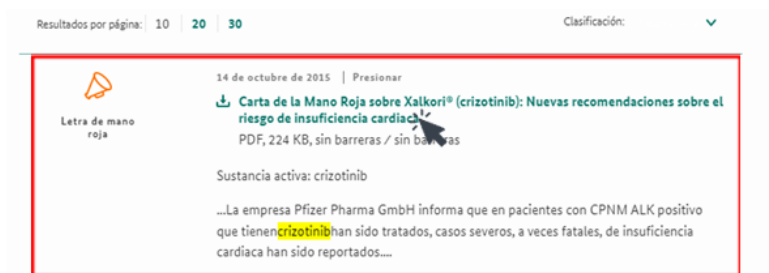 Resultados por página: 10 20 30 Clasificación:
14 de octubre de 2015 | Presionar
Carta de la Mano Roja sobre Xalkori® (crizotinib): Nuevas recomendaciones sobre el
riesgo de insuficiencia cardiaca
Letra de mano
roja
PDF, 224 KB, sin barreras / sin barreras
Sustancia activa: crizotinib
...La empresa Pfizer Pharma GmbH informa que en pacientes con CPNM ALK positivo
que tienencrizotinibhan sido tratados, casos severos, a veces fatales, de insuficiencia
cardiaca han sido reportados....